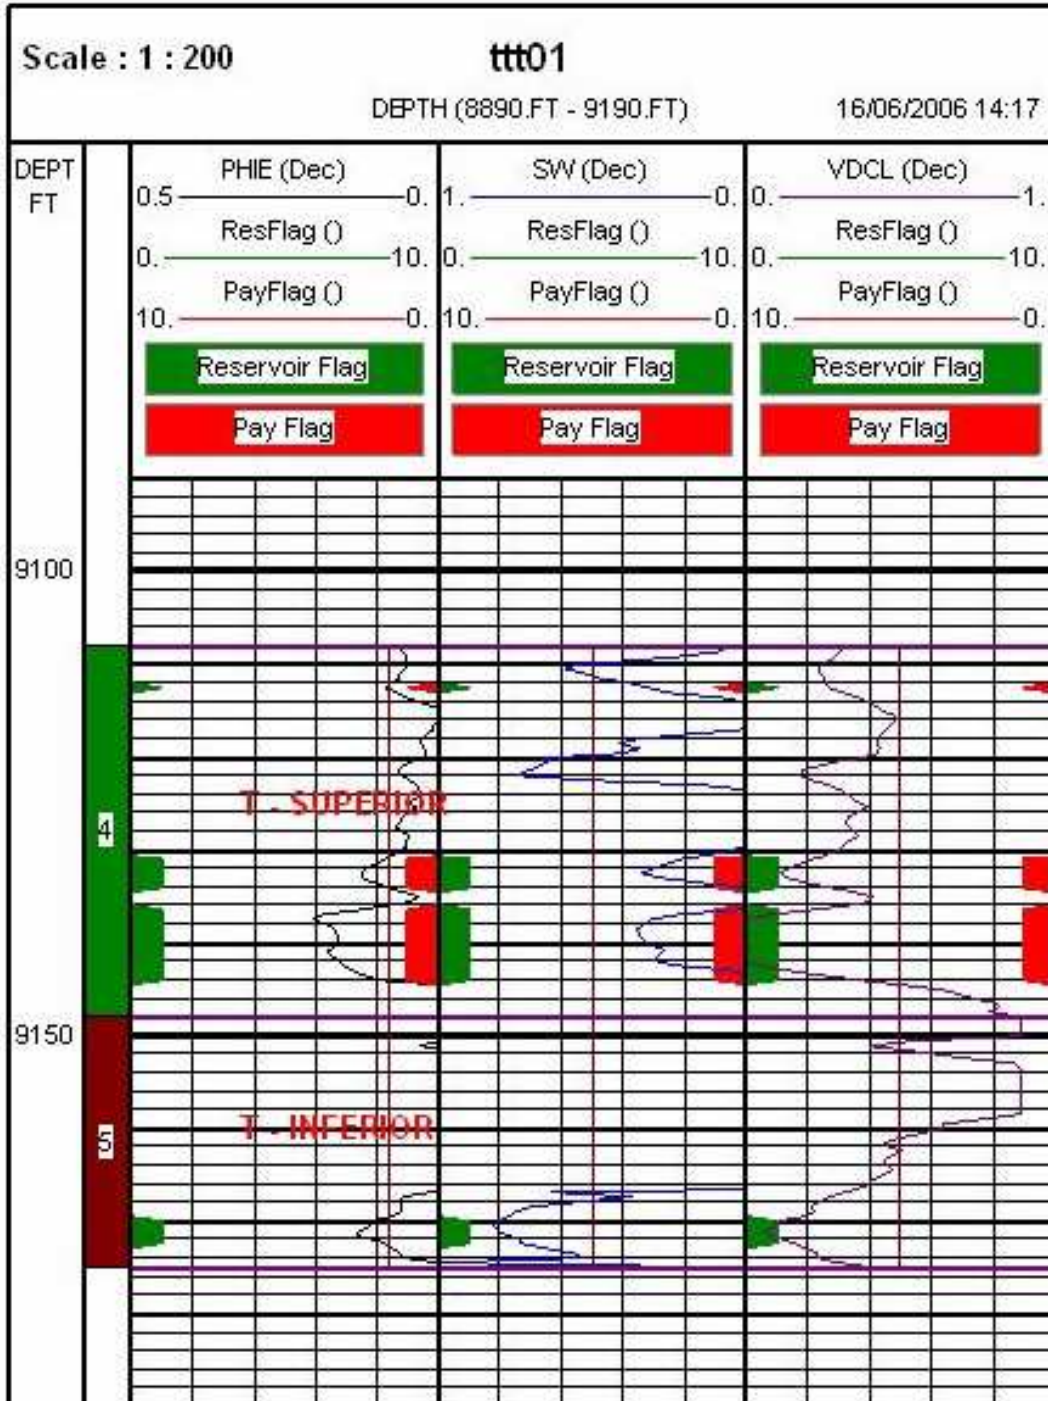 Scale : 1 : 200 ttt01
DEPTH (8890.FT - 9190.FT) 16/06/2006 14:17
DEPT PHIE (Dec) SW (Dec) VDCL (Dec)
FT 0.5 0. 1. 0. 0. 1.
ResFlag () ResFlag () ResFlag ()
0. 10. 0. 10. 0. 10.
PayFlag () PayFlag () PayFlag ()
10. 0. 10. 0. 10. 0.
Reservoir Flag Reservoir Flag Reservoir Flag
Pay Flag Pay Flag Pay Flag
9100
T - SUPERIOR
4
9150
T - INFERIOR
5